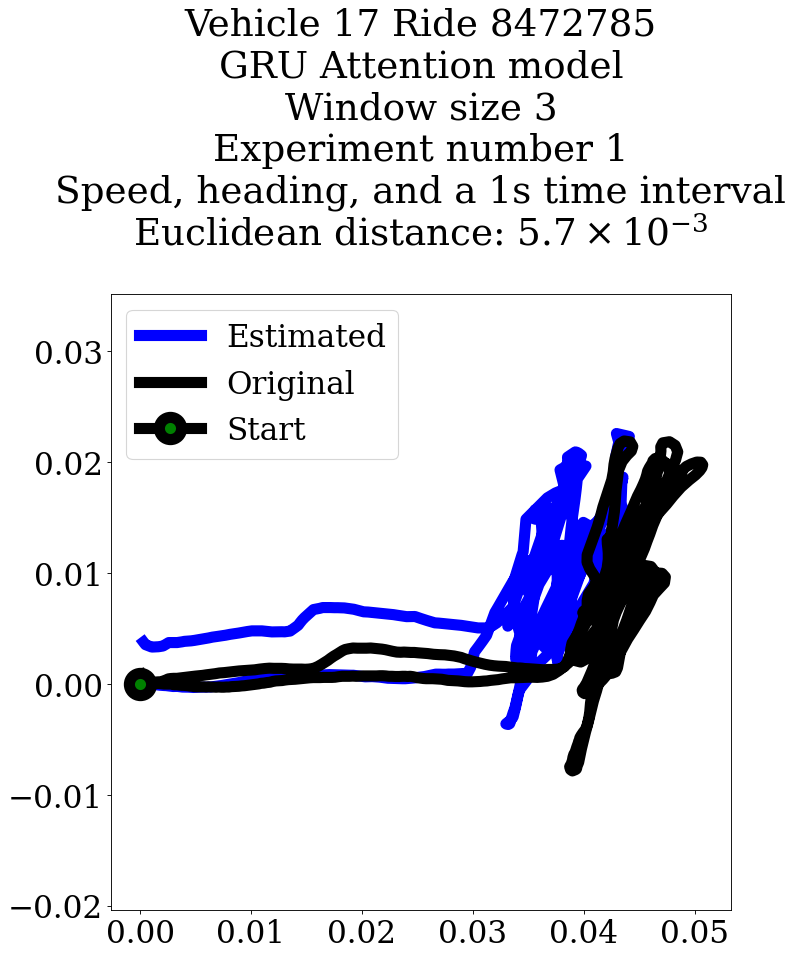 Vehicle 17 Ride 8472785
GRU Attention model
Window size 3
Experiment number 1
Speed, heading, and a 1s time interval
Euclidean distance: 5.7 × 10⁻³
Estimated
Original
Start
0.03
0.02
0.01
0.00
−0.01
−0.02
0.00 0.01 0.02 0.03 0.04 0.05